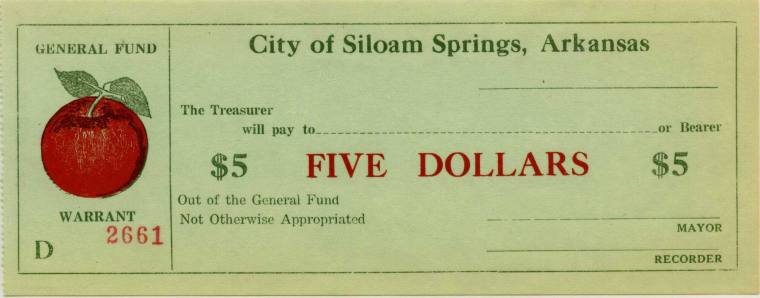 GENERAL FUND
WARRANT
2661
D
City of Siloam Springs, Arkansas
The Treasurer
will pay to or Bearer
$5 FIVE DOLLARS $5
Out of the General Fund
Not Otherwise Appropriated
MAYOR
RECORDER